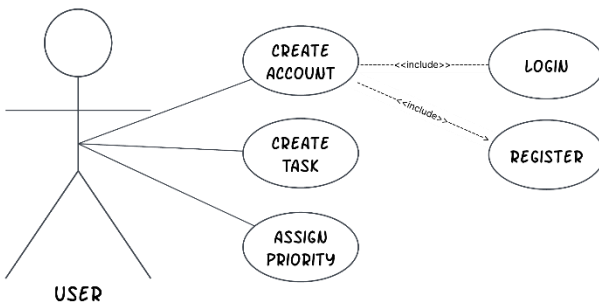 CREATE
ACCOUNT
<<include>>
LOGIN
<<include>>
CREATE
TASK
REGISTER
ASSIGN
PRIORITY
USER